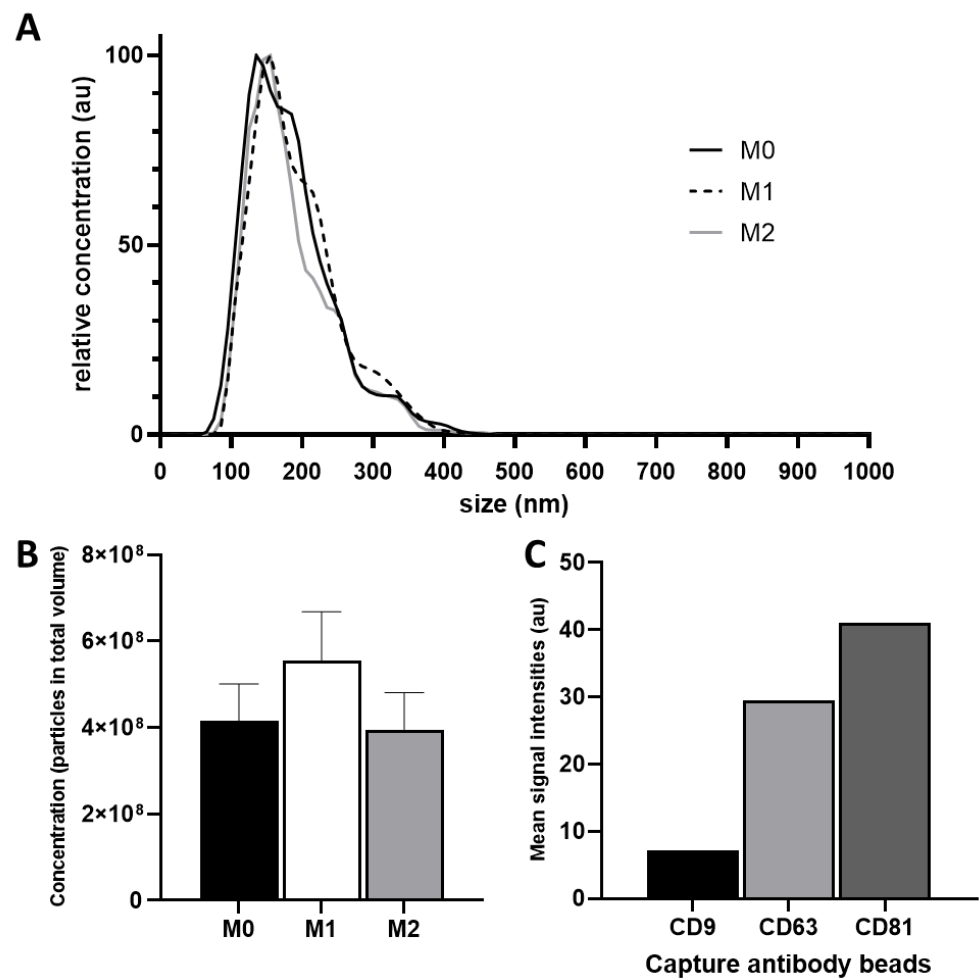 A
relative concentration (au)
100
50
0
0 100 200 300 400 500 600 700 800 900 1000
size (nm)
M0
M1
M2
B
Concentration (particles in total volume)
8×10⁸
6×10⁸
4×10⁸
2×10⁸
0
M0 M1 M2
C
Mean signal intensities (au)
50
40
30
20
10
0
CD9 CD63 CD81
Capture antibody beads